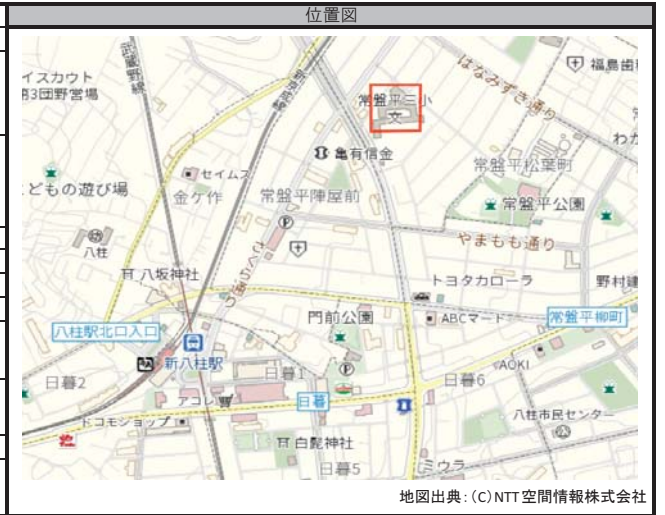 位置図
イスカウト
第3団野営場
こどもの遊び場
八柱
セイムス
金ケ作
新京成線
常盤平三小
文
亀有信金
はなみずき通り
福島歯
わか
常盤平陣屋前
常盤平松葉町
常盤平公園
やまもも通り
八坂神社
トヨタカローラ
野村建
八柱駅北口入口
門前公園
ABCマート
常盤平柳町
新八柱駅
日暮2
日暮1
AOKI
日暮6
アコレ
日暮
ドコモショップ
八柱市民センター
白髭神社
日暮5
ミウラ
地図出典：(C)NTT空間情報株式会社